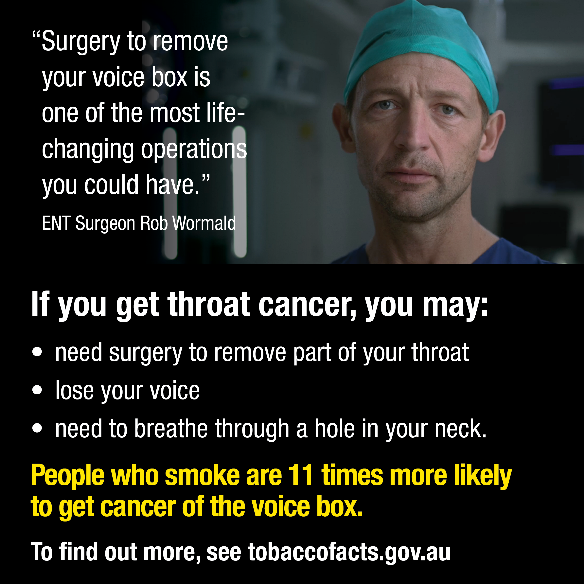 “Surgery to remove
your voice box is
one of the most life-
changing operations
you could have.”
ENT Surgeon Rob Wormald
If you get throat cancer, you may:
• need surgery to remove part of your throat
• lose your voice
• need to breathe through a hole in your neck.
People who smoke are 11 times more likely
to get cancer of the voice box.
To find out more, see tobaccofacts.gov.au